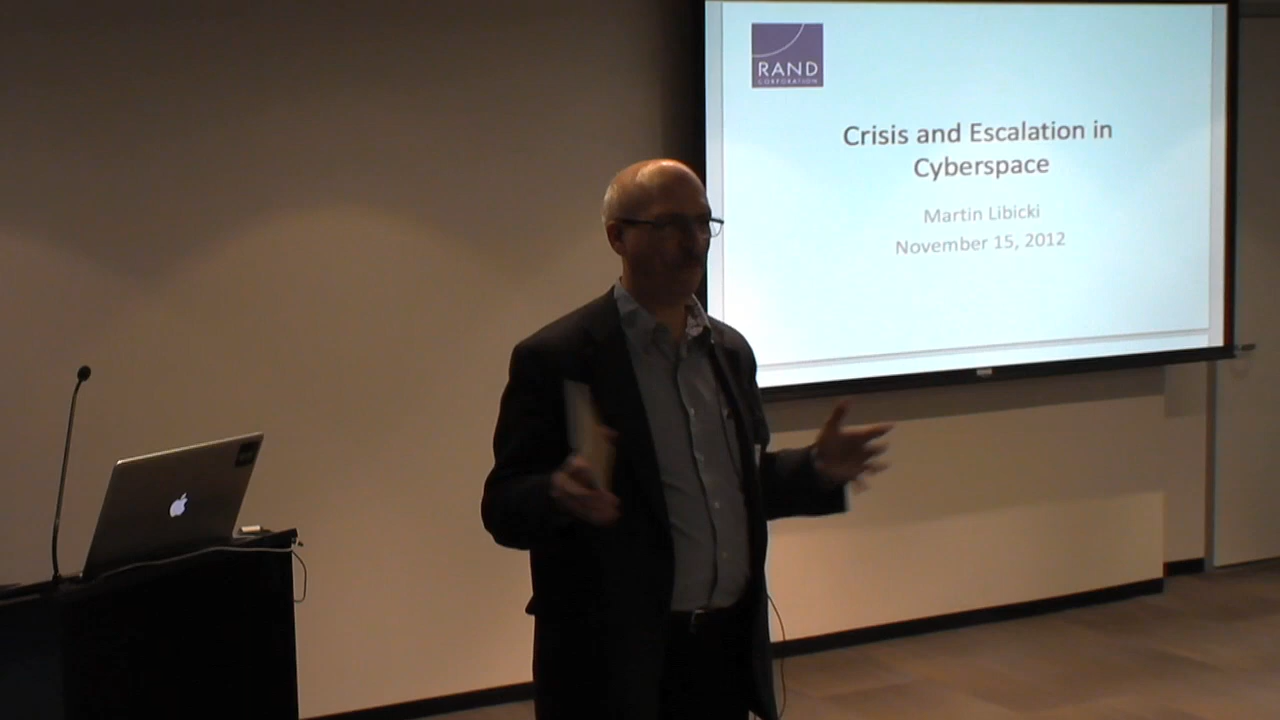 RAND
CORPORATION
Crisis and Escalation in
Cyberspace
Martin Libicki
November 15, 2012